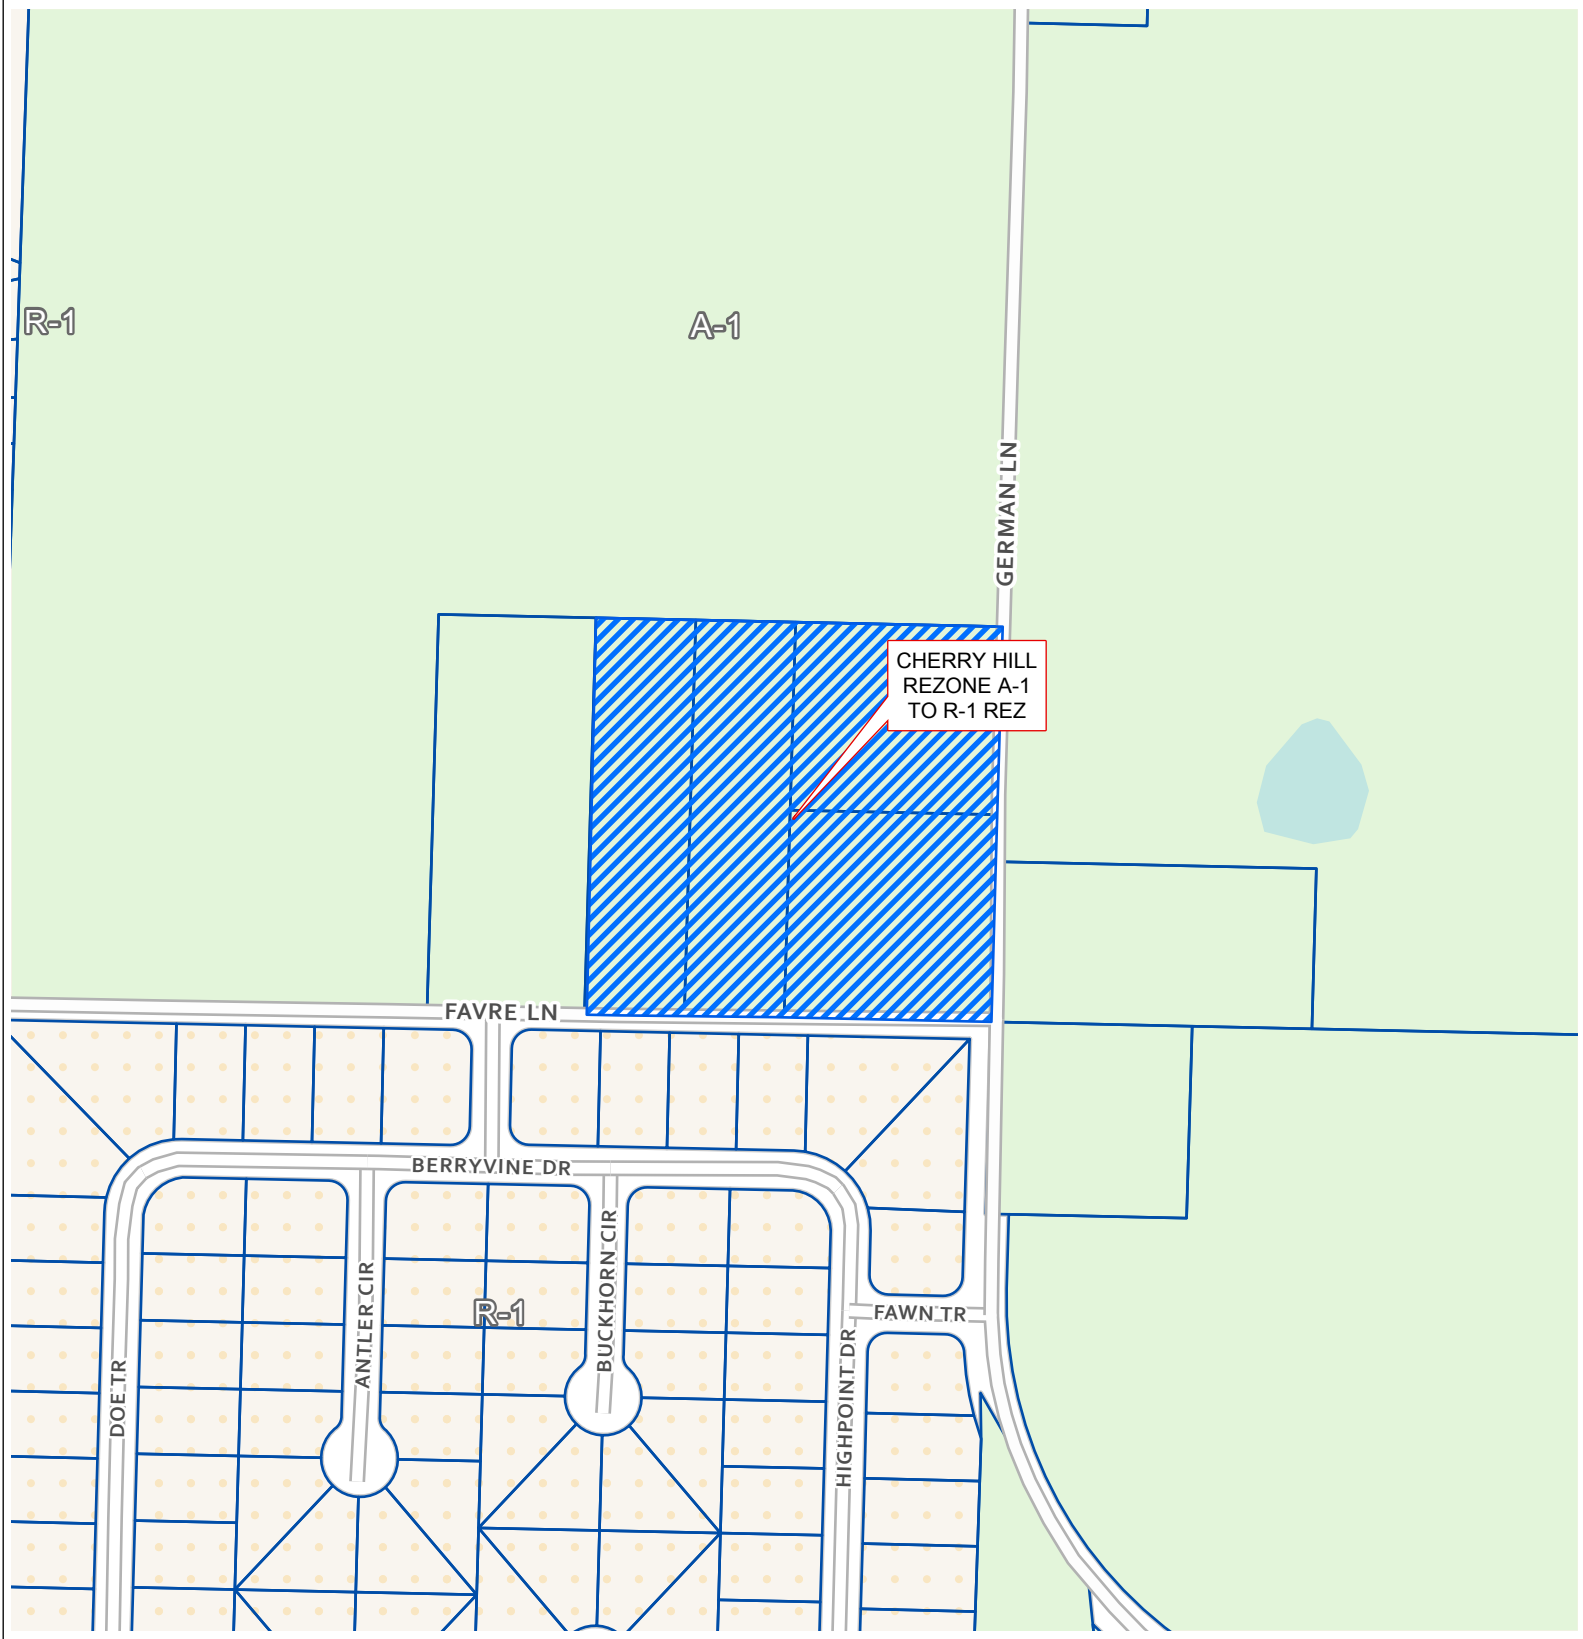 R-1
A-1
GERMAN LN
CHERRY HILL
REZONE A-1
TO R-1 REZ
FAVRE LN
BERRYVINE DR
BUCKHORN CIR
ANTLER CIR
R-1
FAWN TR
DOE TR
HIGHPOINT DR